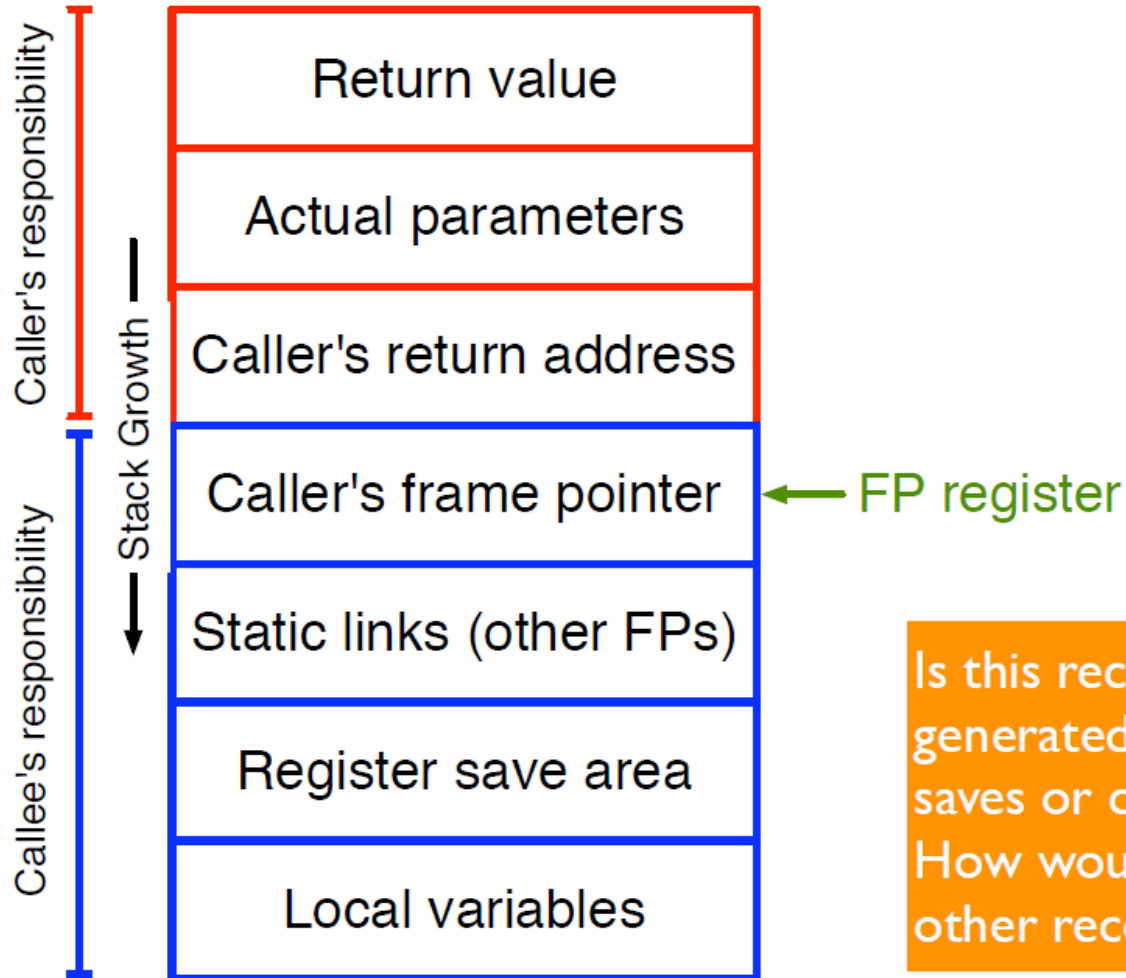 Caller's responsibility
Return value
Actual parameters
Caller's return address
Stack Growth
Callee's responsibility
Caller's frame pointer
FP register
Static links (other FPs)
Register save area
Local variables
Is this rec
generated
saves or
How wou
other rec